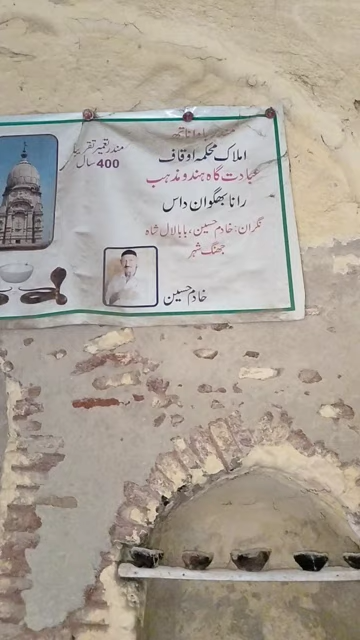 املاک محکمہ اوقاف
عبادت گاہ ہندو مذہب
رانا بھگوان داس
نگران: خادم حسین، بابا لال شاہ
جھنگ شہر
خادم حسین
مندر تعمیر تقریباً
400 سال